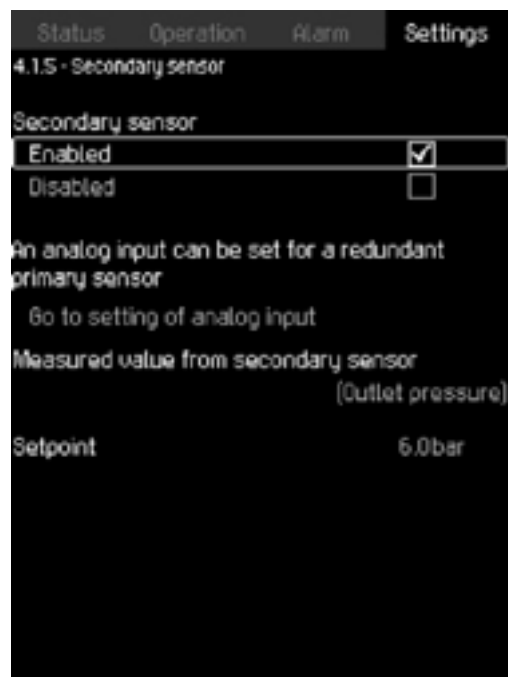 Status Operation Alarm Settings
4.1.5 - Secondary sensor
Secondary sensor
Enabled
Disabled
An analog input can be set for a redundant
primary sensor
Go to setting of analog input
Measured value from secondary sensor
(Outlet pressure)
Setpoint 6.0bar